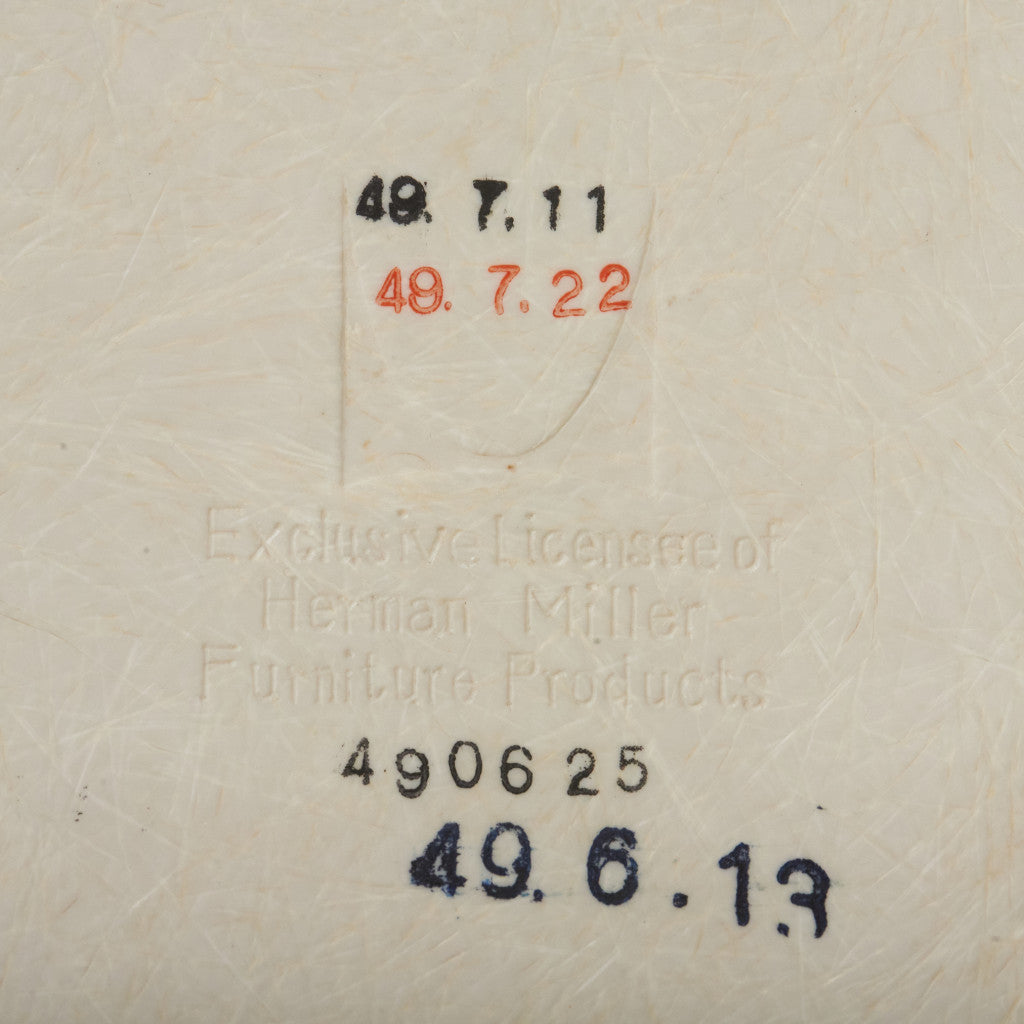 49. 7. 11
49. 7. 22
Exclusive Licensee of
Herman Miller
Furniture Products
490625
49. 6. 13